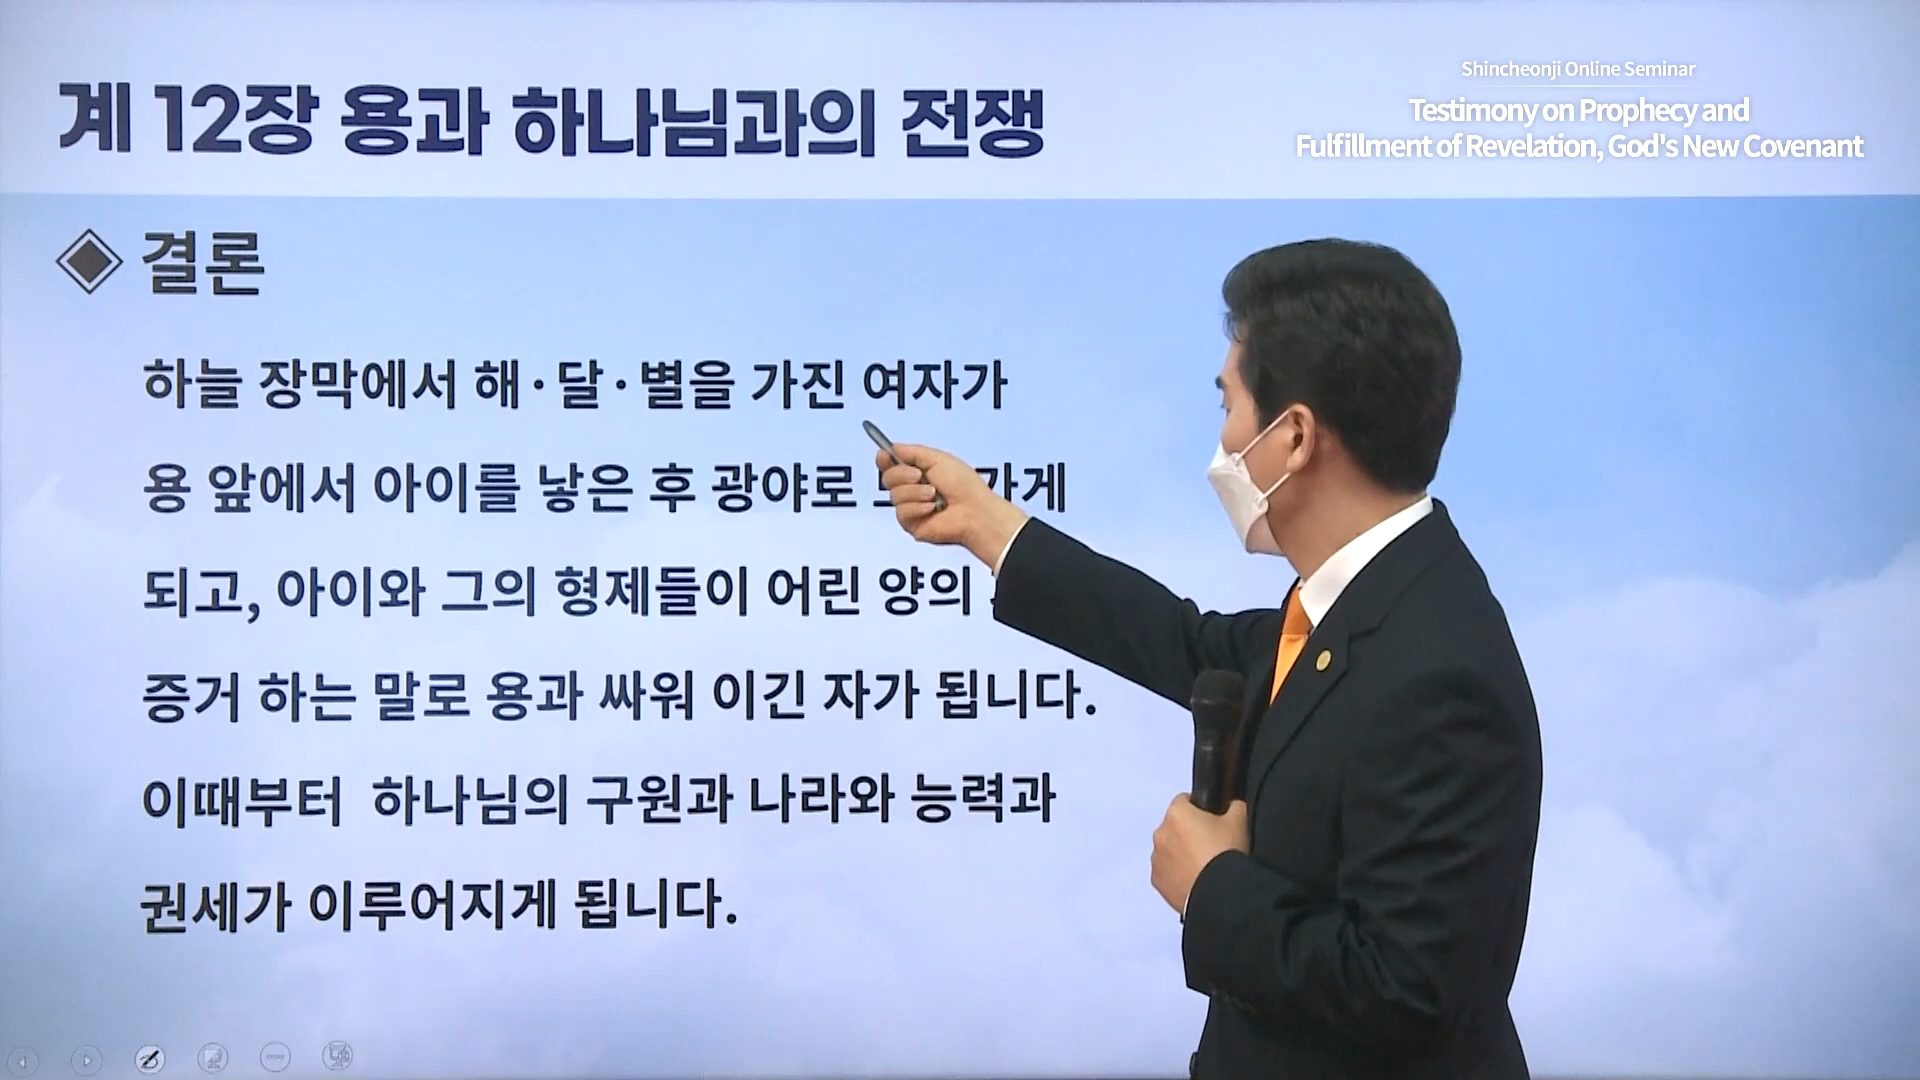 계 12장 용과 하나님과의 전쟁
Shincheonji Online Seminar
Testimony on Prophecy and
Fulfillment of Revelation, God's New Covenant
결론
하늘 장막에서 해·달·별을 가진 여자가
용 앞에서 아이를 낳은 후 광야로
되고, 아이와 그의 형제들이 어린 양의
증거 하는 말로 용과 싸워 이긴 자가 됩니다.
이때부터 하나님의 구원과 나라와 능력과
권세가 이루어지게 됩니다.